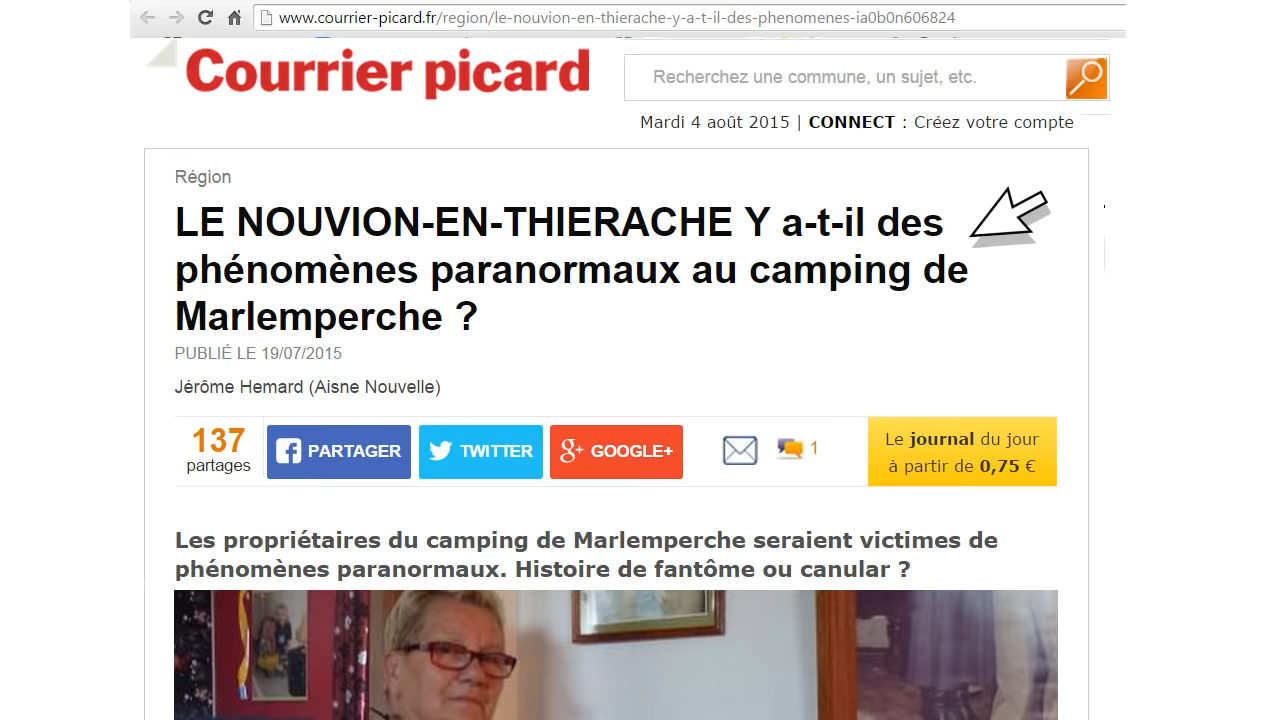 www.courrier-picard.fr/region/le-nouvion-en-thierache-y-a-t-il-des-phenomenes-ia0b0n606824
Courrier picard
Recherchez une commune, un sujet, etc.
Mardi 4 août 2015 | CONNECT : Créez votre compte
Région
LE NOUVION-EN-THIERACHE Y a-t-il des
phénomènes paranormaux au camping de
Marlemperche ?
PUBLIÉ LE 19/07/2015
Jérôme Hemard (Aisne Nouvelle)
137
partages
PARTAGER
TWITTER
g+ GOOGLE+
1
Le journal du jour
à partir de 0,75 €
Les propriétaires du camping de Marlemperche seraient victimes de
phénomènes paranormaux. Histoire de fantôme ou canular ?